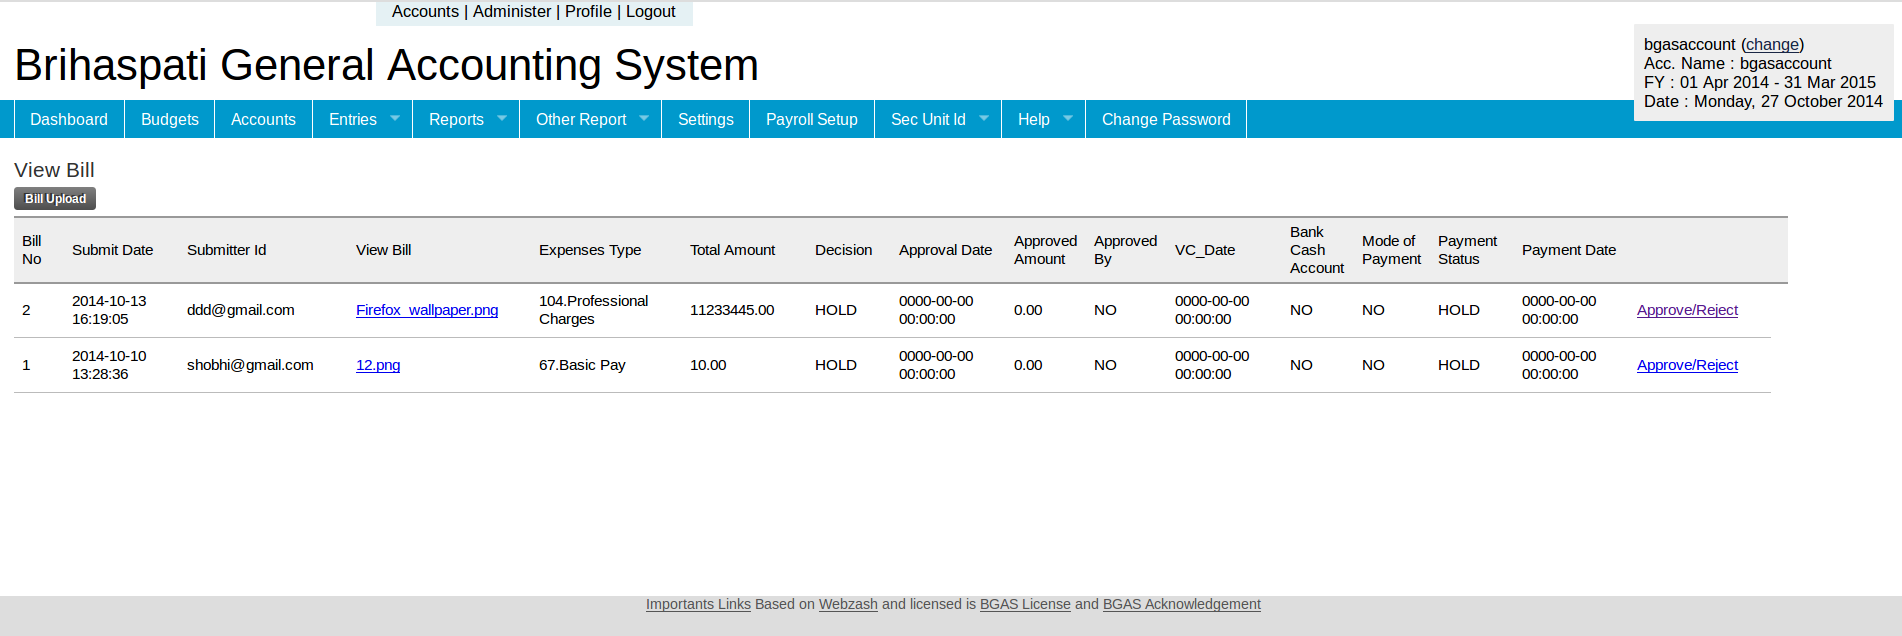 Accounts | Administer | Profile | Logout
bgasaccount (change)
Acc. Name : bgasaccount
FY : 01 Apr 2014 - 31 Mar 2015
Date : Monday, 27 October 2014
Brihaspati General Accounting System
Dashboard Budgets Accounts Entries Reports Other Report Settings Payroll Setup Sec Unit Id Help Change Password
View Bill
Bill Upload
Bill No Submit Date Submitter Id View Bill Expenses Type Total Amount Decision Approval Date Approved Amount Approved By VC_Date Bank Cash Account Mode of Payment Payment Status Payment Date
2 2014-10-13 16:19:05 ddd@gmail.com Firefox_wallpaper.png 104.Professional Charges 11233445.00 HOLD 0000-00-00 00:00:00 0.00 NO 0000-00-00 00:00:00 NO NO HOLD 0000-00-00 00:00:00 Approve/Reject
1 2014-10-10 13:28:36 shobhi@gmail.com 12.png 67.Basic Pay 10.00 HOLD 0000-00-00 00:00:00 0.00 NO 0000-00-00 00:00:00 NO NO HOLD 0000-00-00 00:00:00 Approve/Reject
Importants Links Based on Webzash and licensed is BGAS License and BGAS Acknowledgement